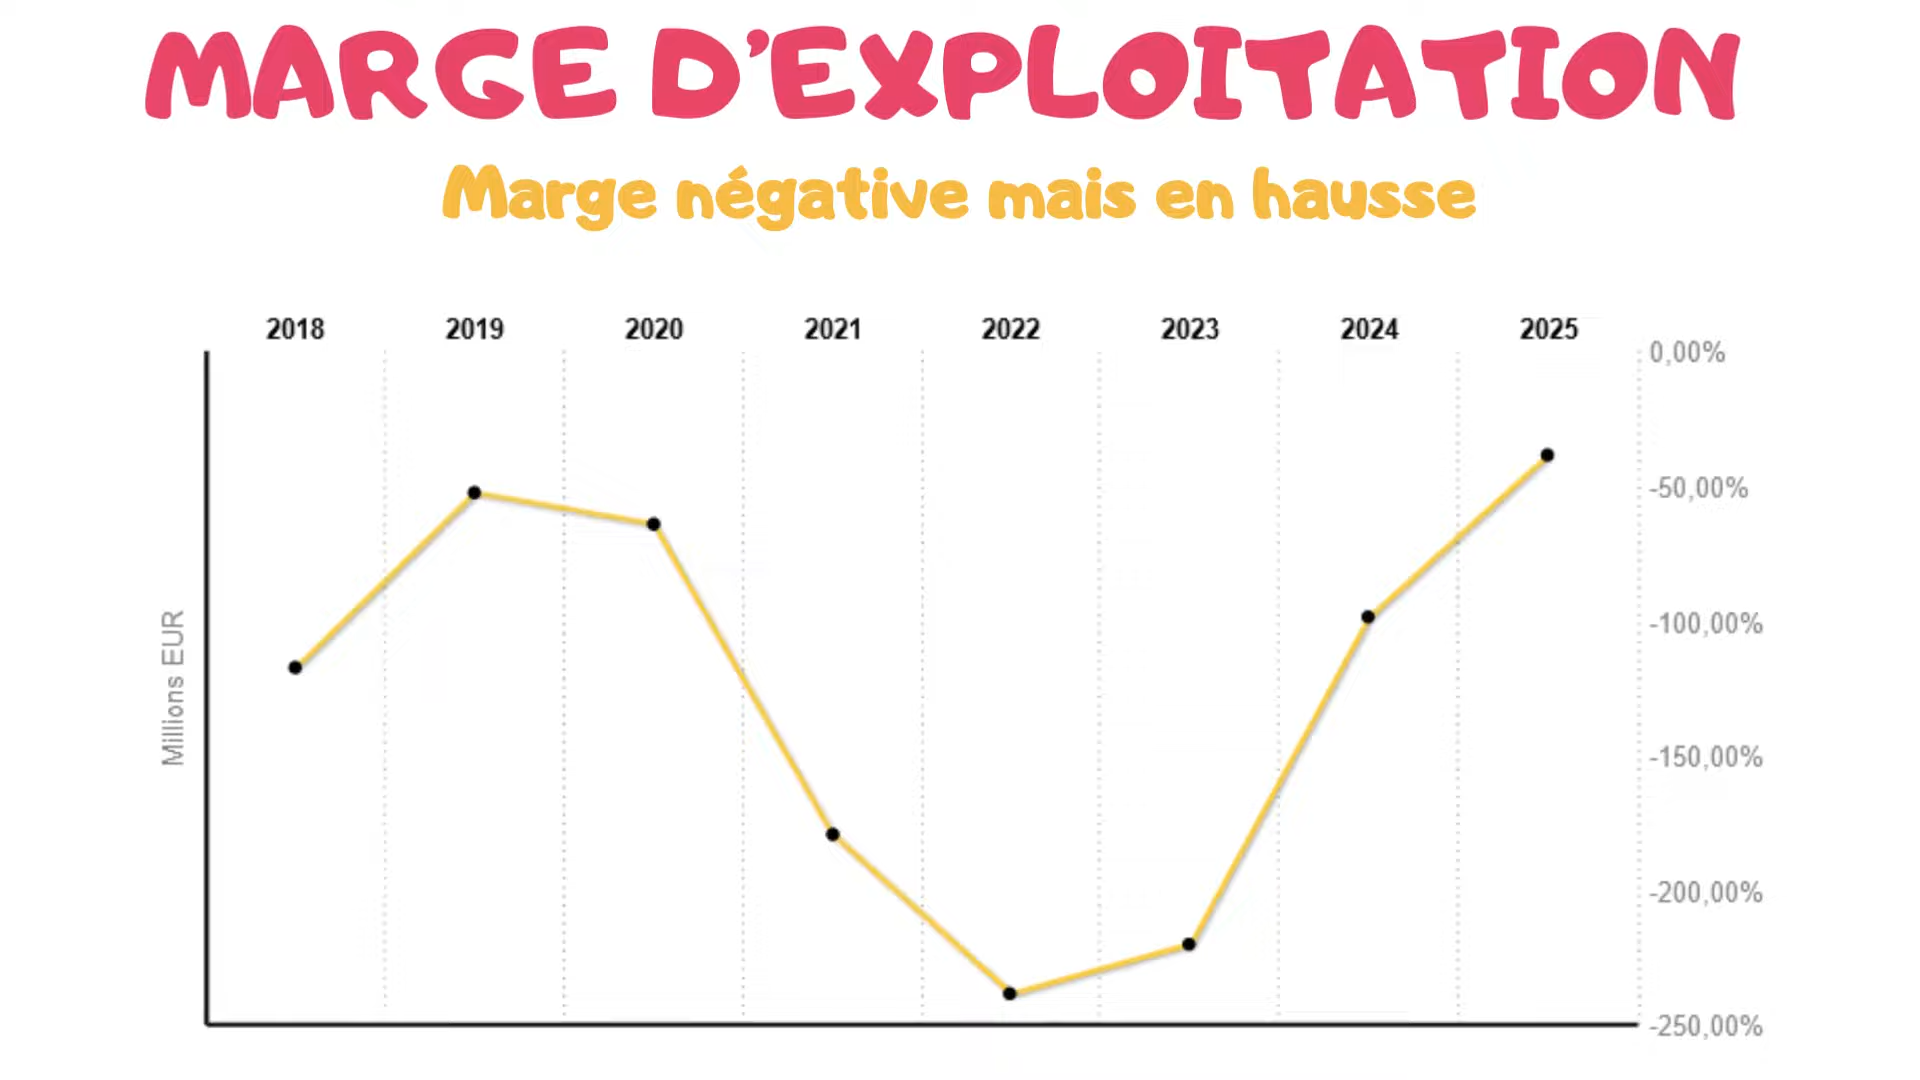 MARGE D'EXPLOITATION
Marge négative mais en hausse
2018 2019 2020 2021 2022 2023 2024 2025
0,00%
-50,00%
-100,00%
-150,00%
-200,00%
-250,00%
Millions EUR